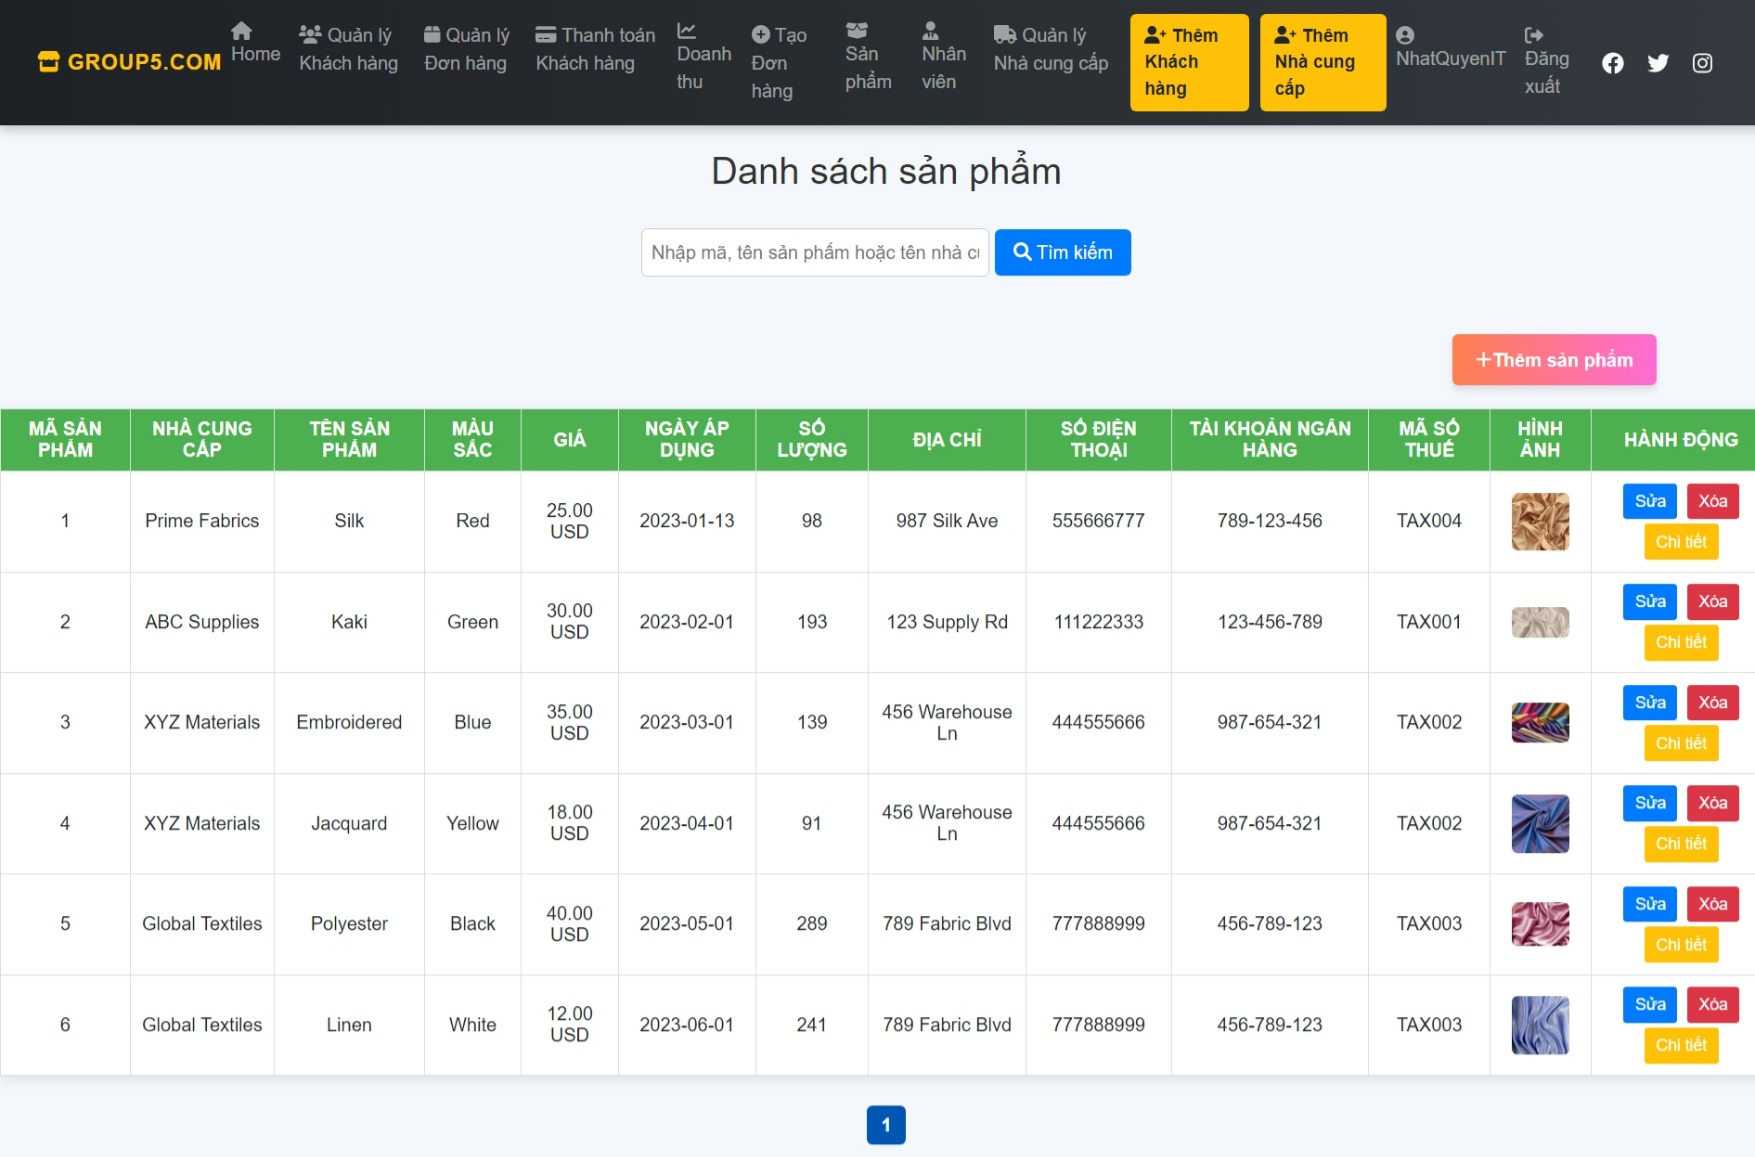 GROUP5.COM
Home
Quản lý
Khách hàng
Quản lý
Đơn hàng
Thanh toán
Khách hàng
Doanh
thu
Tạo
Đơn
hàng
Sản
phẩm
Nhân
viên
Quản lý
Nhà cung cấp
Thêm
Khách
hàng
Thêm
Nhà cung
cấp
NhatQuyenIT
Đăng
xuất
Danh sách sản phẩm
Nhập mã, tên sản phẩm hoặc tên nhà
Tìm kiếm
+Thêm sản phẩm
MÃ SẢN PHẨM NHÀ CUNG CẤP TÊN SẢN PHẨM MÀU SẮC GIÁ NGÀY ÁP DỤNG SỐ LƯỢNG ĐỊA CHỈ SỐ ĐIỆN THOẠI TÀI KHOẢN NGÂN HÀNG MÃ SỐ THUẾ HÌNH ẢNH HÀNH ĐỘNG
1 Prime Fabrics Silk Red 25.00 USD 2023-01-13 98 987 Silk Ave 555666777 789-123-456 TAX004 Sửa Xóa Chi tiết
2 ABC Supplies Kaki Green 30.00 USD 2023-02-01 193 123 Supply Rd 111222333 123-456-789 TAX001 Sửa Xóa Chi tiết
3 XYZ Materials Embroidered Blue 35.00 USD 2023-03-01 139 456 Warehouse Ln 444555666 987-654-321 TAX002 Sửa Xóa Chi tiết
4 XYZ Materials Jacquard Yellow 18.00 USD 2023-04-01 91 456 Warehouse Ln 444555666 987-654-321 TAX002 Sửa Xóa Chi tiết
5 Global Textiles Polyester Black 40.00 USD 2023-05-01 289 789 Fabric Blvd 777888999 456-789-123 TAX003 Sửa Xóa Chi tiết
6 Global Textiles Linen White 12.00 USD 2023-06-01 241 789 Fabric Blvd 777888999 456-789-123 TAX003 Sửa Xóa Chi tiết
1